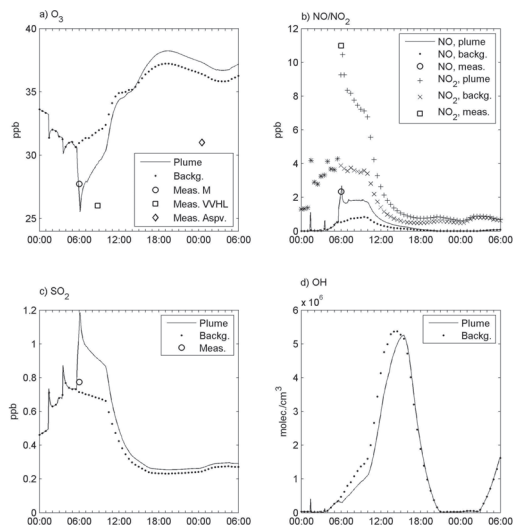 a) O3
40
35
30
25
ppb
Plume
Backg.
Meas. M
Meas. VVHL
Meas. Aspv.
00:00 06:00 12:00 18:00 00:00 06:00
b) NO/NO2
12
10
8
6
4
2
0
ppb
NO, plume
NO, backg.
NO, meas.
NO2, plume
NO2, backg.
NO2, meas.
00:00 06:00 12:00 18:00 00:00 06:00
c) SO2
1.2
1
0.8
0.6
0.4
0.2
0
ppb
Plume
Backg.
Meas.
00:00 06:00 12:00 18:00 00:00 06:00
d) OH
x 10^6
6
5
4
3
2
1
0
molec./cm^3
Plume
Backg.
00:00 06:00 12:00 18:00 00:00 06:00